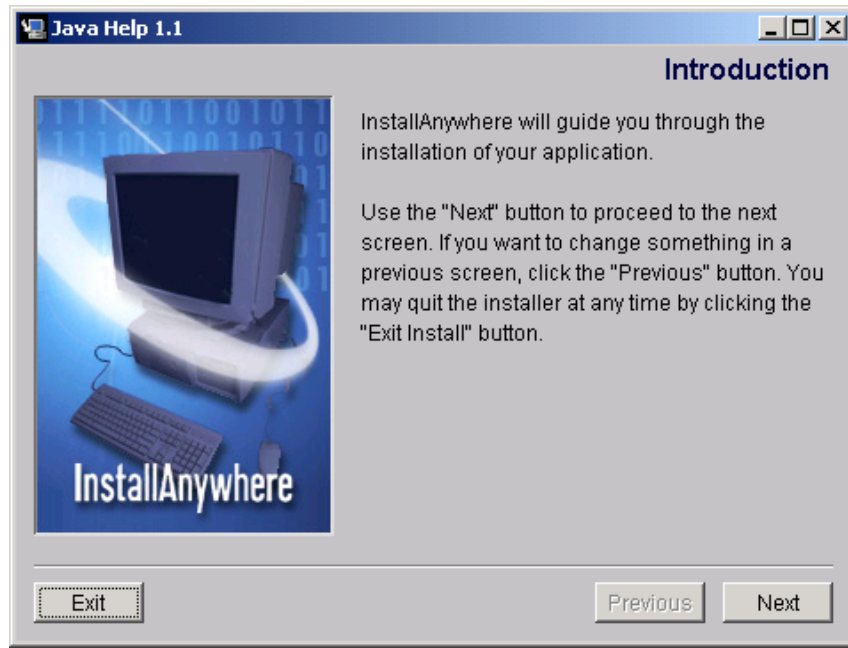 Java Help 1.1
Introduction
InstallAnywhere will guide you through the
installation of your application.
Use the "Next" button to proceed to the next
screen. If you want to change something in a
previous screen, click the "Previous" button. You
may quit the installer at any time by clicking the
"Exit Install" button.
InstallAnywhere
Exit
Previous
Next